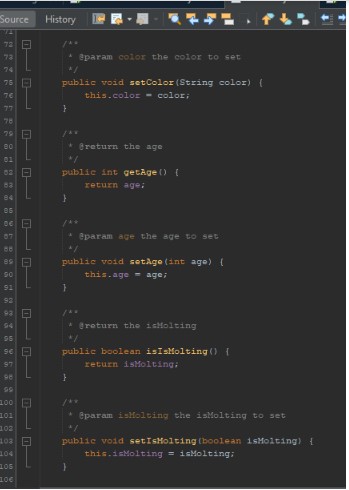 Source History
71
72 /**
73 * @param color the color to set
74 */
75 public void setColor(String color) {
76 this.color = color;
77 }
78
79 /**
80 * @return the age
81 */
82 public int getAge() {
83 return age;
84 }
85
86 /**
87 * @param age the age to set
88 */
89 public void setAge(int age) {
90 this.age = age;
91 }
92
93 /**
94 * @return the isMolting
95 */
96 public boolean isIsMolting() {
97 return isMolting;
98 }
99
100 /**
101 * @param isMolting the isMolting to set
102 */
103 public void setIsMolting(boolean isMolting) {
104 this.isMolting = isMolting;
105 }
106